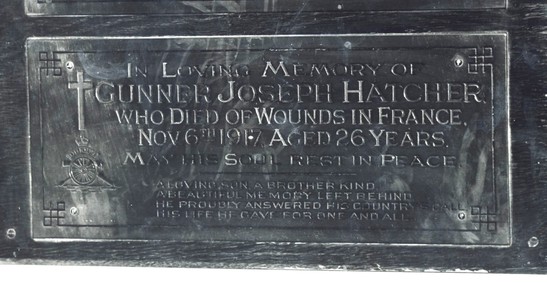 IN LOVING MEMORY OF
GUNNER JOSEPH HATCHER,
WHO DIED OF WOUNDS IN FRANCE,
NOV 6TH 1917. AGED 26 YEARS.
MAY HIS SOUL REST IN PEACE
A LOVING SON, A BROTHER KIND,
A BEAUTIFUL MEMORY LEFT BEHIND
HE PROUDLY ANSWERED HIS COUNTRY'S CALL
HIS LIFE HE GAVE FOR ONE AND ALL